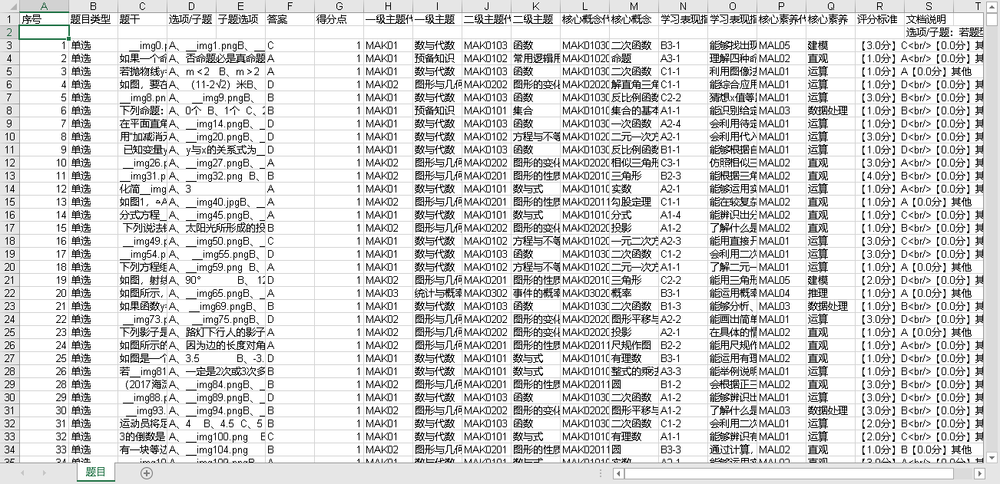 A B C D E F G H I J K L M N O P Q R S T
1 序号 题目类型 题干 选项/子题 子题选项 答案 得分点 一级主题代 一级主题 二级主题代 二级主题 核心概念代 核心概念 学习表现指 学习表现指 核心素养代 核心素养 评分标准 文档说明
2 选项/子题：若题型
3 1 单选 __img0.p A、__img1.pngB、__ C 1 MAK01 数与代数 MAK0103 函数 MAK01030 二次函数 B3-1 能够找出现 MAL05 建模 【3.0分】C<br/>【0.0分】其
4 2 单选 如果一个命 A、否命题必是真命题 A 1 MAK01 预备知识 MAK0102 常用逻辑用 MAK01020 命题 A3-1 理解四种命 MAL02 直观 【1.0分】A<br/>【0.0分】其
5 3 单选 若抛物线y= A、m＜2 B、m＞2 A 1 MAK01 数与代数 MAK0103 函数 MAK01030 二次函数 C1-1 利用图像法 MAL01 运算 【1.0分】A【0.0分】其他
6 4 单选 如图，要在 A、（11-2√2）米B、 D 1 MAK02 图形与几何 MAK0202 图形的变化 MAK02020 解直角三角 C1-1 能综合应用 MAL01 运算 【1.0分】D<br/>【0.0分】其
7 5 单选 __img8.pn A、__img9.pngB、 B 1 MAK01 数与代数 MAK0103 函数 MAK01030 反比例函数 C2-2 猜想x值等 MAL01 运算 【3.0分】B<br/>【0.0分】其
8 6 单选 下列命题： A、0个 B、1个 C、2 B 1 MAK01 预备知识 MAK0101 集合 MAK01010 集合的基本 A1-1 能识别给定 MAL03 数据处理 【1.0分】B<br/>【0.0分】其
9 7 单选 在平面直角 A、__img14.pngB、__ D 1 MAK01 数与代数 MAK0103 函数 MAK01030 一次函数 A2-4 会利用待定 MAL01 运算 【1.0分】D<br/>【0.0分】其
10 8 单选 用"加减消元 A、__img20.pngB、__ D 1 MAK01 数与代数 MAK0102 方程与不等 MAK01020 二元一次方 A2-1 会利用代入 MAL01 运算 【3.0分】D<br/>【0.0分】其
11 9 单选 已知变量y A、y与x的关系式为__ D 1 MAK01 数与代数 MAK0103 函数 MAK01030 反比例函数 B1-1 能够根据自 MAL01 运算 【1.0分】D<br/>【0.0分】其
12 10 单选 __img26.p A、__img27.pngB、__ A 1 MAK02 图形与几何 MAK0202 图形的变化 MAK02020 相似三角形 C3-1 仿照相似三 MAL02 直观 【3.0分】A<br/>【0.0分】其
13 11 单选 __img31.p A、__img32.png B、 B 1 MAK02 图形与几何 MAK0201 图形的性质 MAK02010 三角形 B2-3 能根据三角 MAL02 直观 【4.0分】B<br/>【0.0分】其
14 12 单选 化简__img A、3 A 1 MAK01 数与代数 MAK0101 数与式 MAK01010 实数 A2-1 能够运用实 MAL01 运算 【1.0分】A<br/>【0.0分】其
15 13 单选 如图1， A、__img40.jpgB、__ A 1 MAK02 图形与几何 MAK0201 图形的性质 MAK02011 勾股定理 C1-1 能在较复杂 MAL02 直观 【1.0分】A<br/>【0.0分】其
16 14 单选 分式方程_ A、__img45.pngB、__ A 1 MAK01 数与代数 MAK0101 数与式 MAK01010 分式 A1-4 能辨识出分 MAL02 直观 【1.0分】C<br/>【0.0分】其
17 15 单选 下列说法错 A、太阳光所形成的投 B 1 MAK02 图形与几何 MAK0202 图形的变化 MAK02020 投影 A1-2 了解什么是 MAL02 直观 【1.0分】B<br/>【0.0分】其
18 16 单选 __img49.p A、__img50.pngB、__ C 1 MAK01 数与代数 MAK0102 方程与不等 MAK01020 一元二次方 A2-3 能用直接开 MAL01 运算 【3.0分】C<br/>【0.0分】其
19 17 单选 __img54.p A、__img55.pngB、 D 1 MAK01 数与代数 MAK0103 函数 MAK01030 二次函数 C1-2 会利用二次 MAL01 运算 【3.0分】D<br/>【0.0分】其
20 18 单选 下列方程组 A、__img59.png B、 A 1 MAK01 数与代数 MAK0102 方程与不等 MAK01020 二元一次方 A1-1 了解二元一 MAL01 运算 【1.0分】A【0.0分】其他
21 19 单选 如图，射线 A、90° B、12 D 1 MAK02 图形与几何 MAK0201 图形的性质 MAK02010 三角形 C2-2 能用三角形 MAL05 建模 【2.0分】D<br/>【0.0分】其
22 20 单选 如图所示， A、__img65.pngB、__ A 1 MAK03 统计与概率 MAK0302 事件的概率 MAK03020 概率 B3-1 能运用概率 MAL04 推理 【1.0分】A【0.0分】其他
23 21 单选 如果函数y= A、__img69.pngB、 B 1 MAK01 数与代数 MAK0103 函数 MAK01030 二次函数 B1-3 能够分析、 MAL03 数据处理 【1.0分】B<br/>【0.0分】其
24 22 单选 __img73.p A、__img75.pngB、 D 1 MAK02 图形与几何 MAK0202 图形的变化 MAK02020 图形平移与 A2-2 能画出简单 MAL01 运算 【3.0分】D<br/>【0.0分】其
25 23 单选 下列影子是 A、路灯下行人的影子 A 1 MAK02 图形与几何 MAK0202 图形的变化 MAK02020 投影 A2-1 在具体的情 MAL02 直观 【1.0分】A【0.0分】其他
26 24 单选 如图所示的 A、因为边的长度对角 A 1 MAK02 图形与几何 MAK0201 图形的性质 MAK02011 尺规作图 B2-2 能用尺规作 MAL02 直观 【1.0分】A<br/>【0.0分】其
27 25 单选 如图是一个 A、3.5 B、-3. D 1 MAK01 数与代数 MAK0101 数与式 MAK01010 有理数 B3-1 能运用有理 MAL02 直观 【1.0分】D<br/>【0.0分】其
28 26 单选 若__img81 A、一定是2次或3次多 B 1 MAK01 数与代数 MAK0101 数与式 MAK01010 整式的乘法 A3-3 能举例说明 MAL01 运算 【1.0分】B<br/>【0.0分】其
29 28 单选 （2017海淀 A、__img84.pngB、__ B 1 MAK02 图形与几何 MAK0201 图形的性质 MAK02011 圆 B1-2 会根据正三 MAL02 直观 【3.0分】B<br/>【0.0分】其
30 29 单选 __img88.p A、__img89.pngB、__ D 1 MAK01 数与代数 MAK0103 函数 MAK01030 二次函数 A1-2 能够辨识出 MAL01 运算 【3.0分】D<br/>【0.0分】其
31 30 单选 __img93. A、__img94.pngB、__ B 1 MAK02 图形与几何 MAK0202 图形的变化 MAK02020 图形平移与 A1-2 了解什么是 MAL03 数据处理 【3.0分】B<br/>【0.0分】其
32 31 单选 运动员将足 A、4 B、4.5 C、5 B 1 MAK01 数与代数 MAK0103 函数 MAK01030 二次函数 C1-2 会利用二次 MAL01 运算 【2.0分】B<br/>【0.0分】其
33 32 单选 3的倒数是 A、__img100.png B C 1 MAK01 数与代数 MAK0101 数与式 MAK01010 有理数 A1-1 能够辨识有 MAL01 运算 【2.0分】C<br/>【0.0分】其
34 33 单选 有一块等边 A、__img104.png B 1 MAK02 图形与几何 MAK0201 图形的性质 MAK02010 圆 B3-3 通过计算， MAL02 直观 【1.0分】B【0.0分】其他
题目